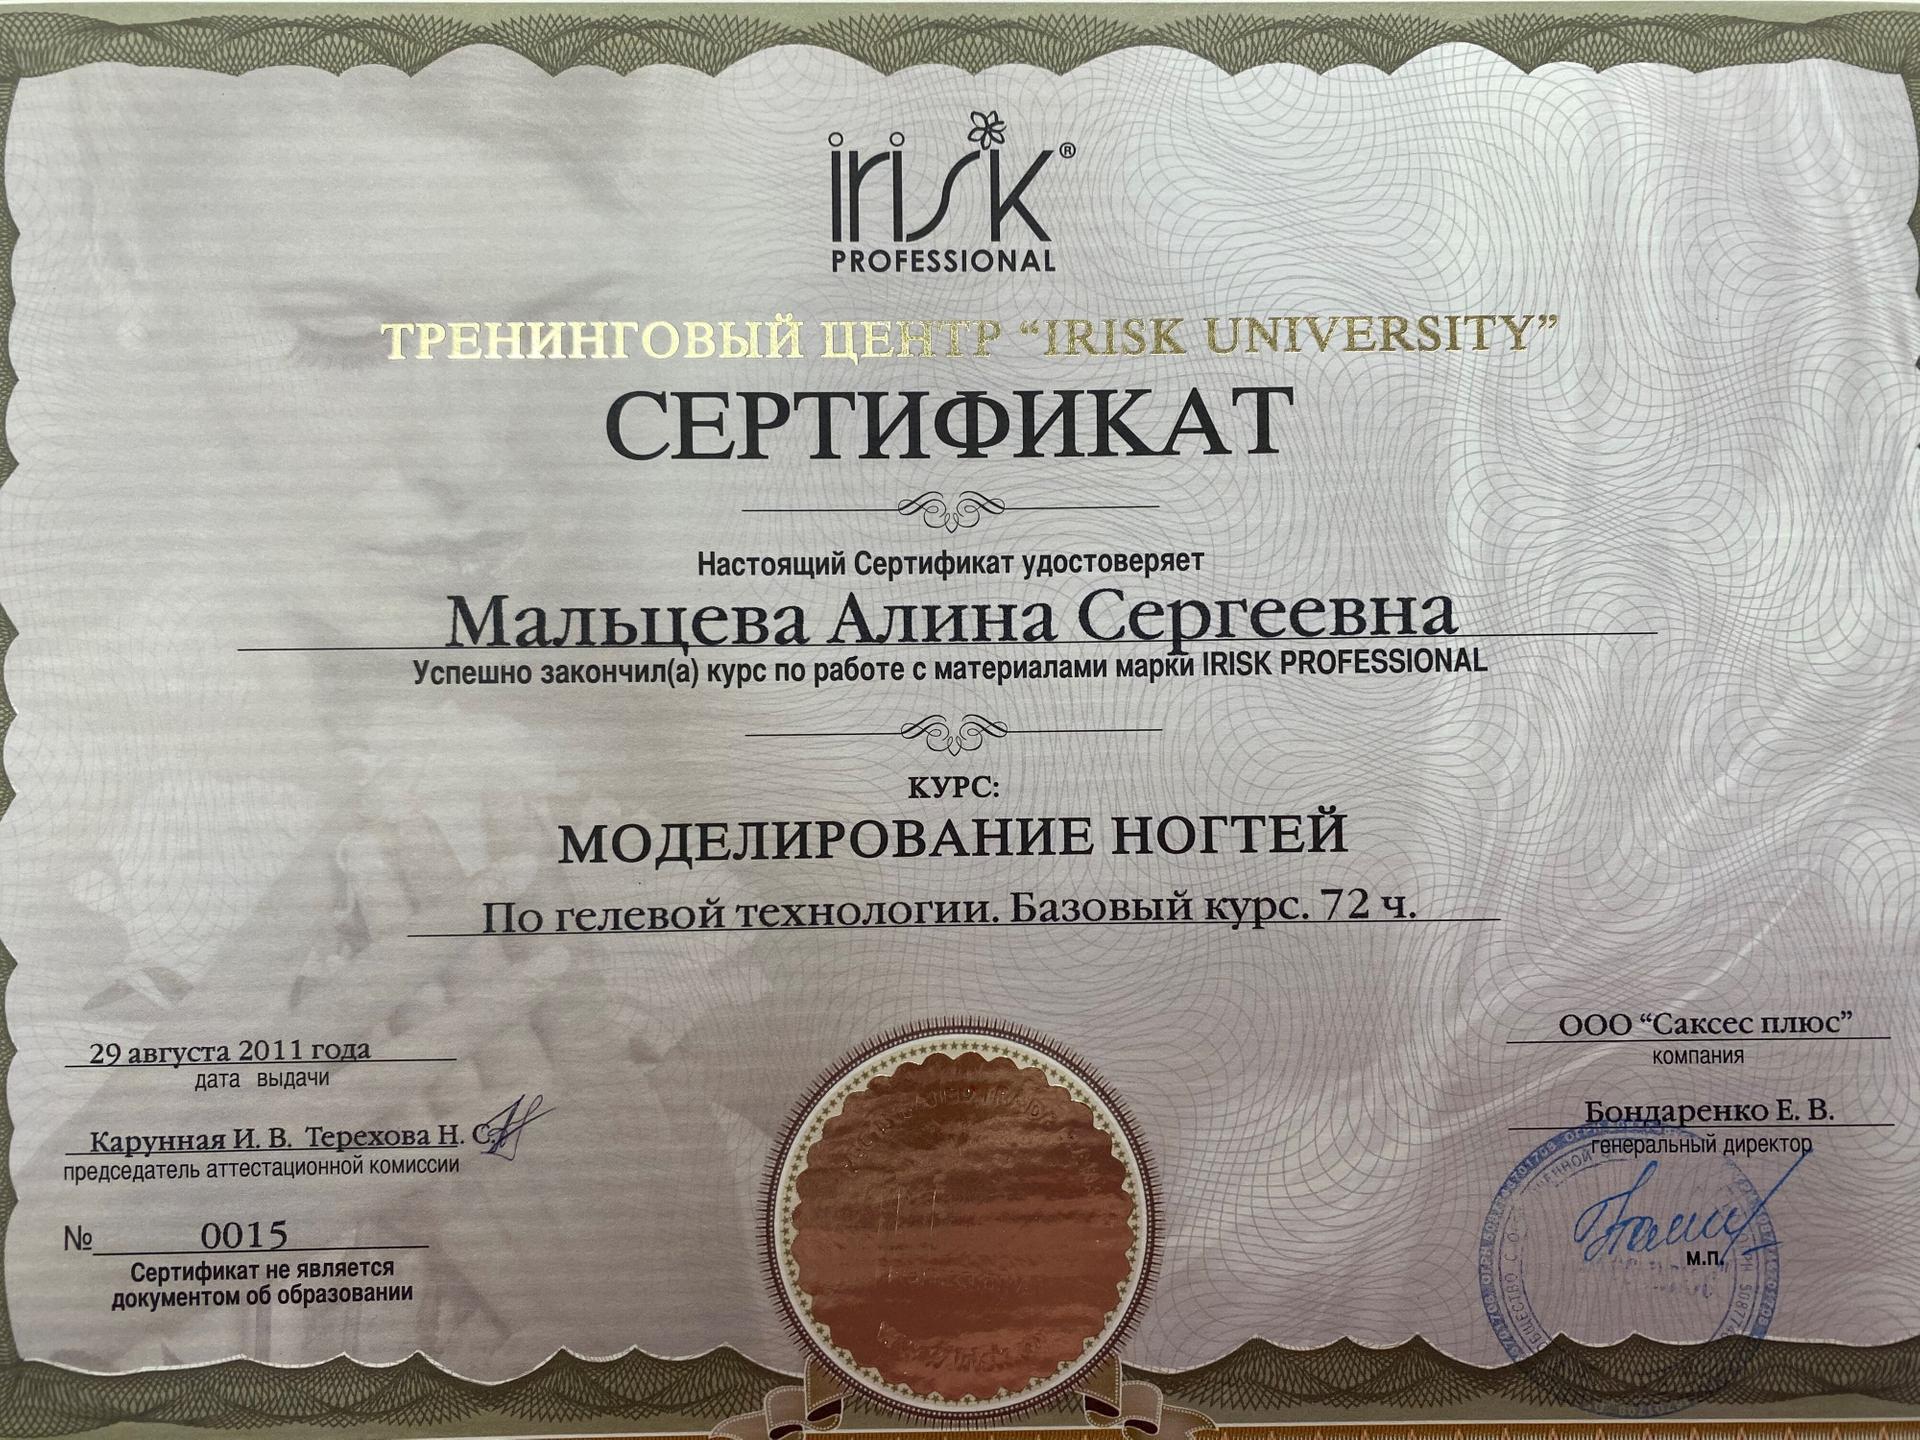 irisk®
PROFESSIONAL
ТРЕНИНГОВЫЙ ЦЕНТР “IRISK UNIVERSITY”
СЕРТИФИКАТ
Настоящий Сертификат удостоверяет
Мальцева Алина Сергеевна
Успешно закончил(а) курс по работе с материалами марки IRISK PROFESSIONAL
КУРС:
МОДЕЛИРОВАНИЕ НОГТЕЙ
По гелевой технологии. Базовый курс. 72 ч.
29 августа 2011 года
дата выдачи
Карунная И. В. Терехова Н. С.
председатель аттестационной комиссии
№ 0015
Сертификат не является
документом об образовании
ООО “Саксес плюс”
компания
Бондаренко Е. В.
генеральный директор
м.п.